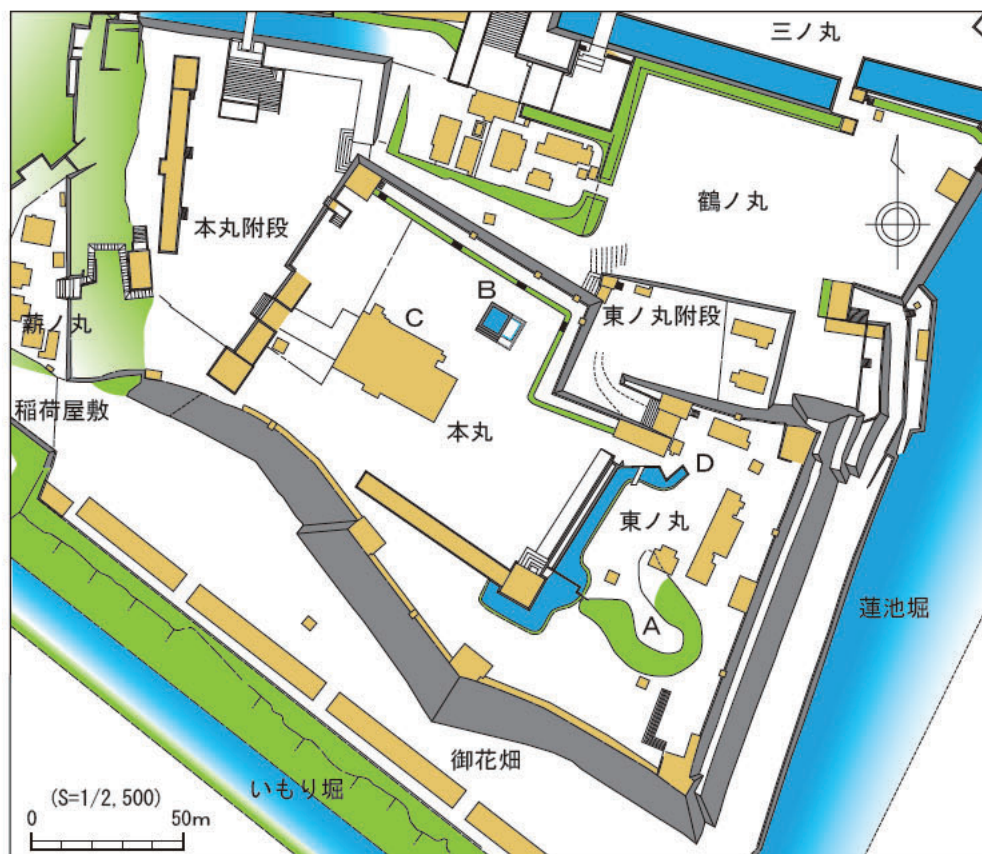 三ノ丸
鶴ノ丸
本丸附段
B
東ノ丸附段
薪ノ丸
C
稲荷屋敷
本丸
D
東ノ丸
蓮池堀
A
御花畑
いもり堀
(S=1/2,500)
0 50m